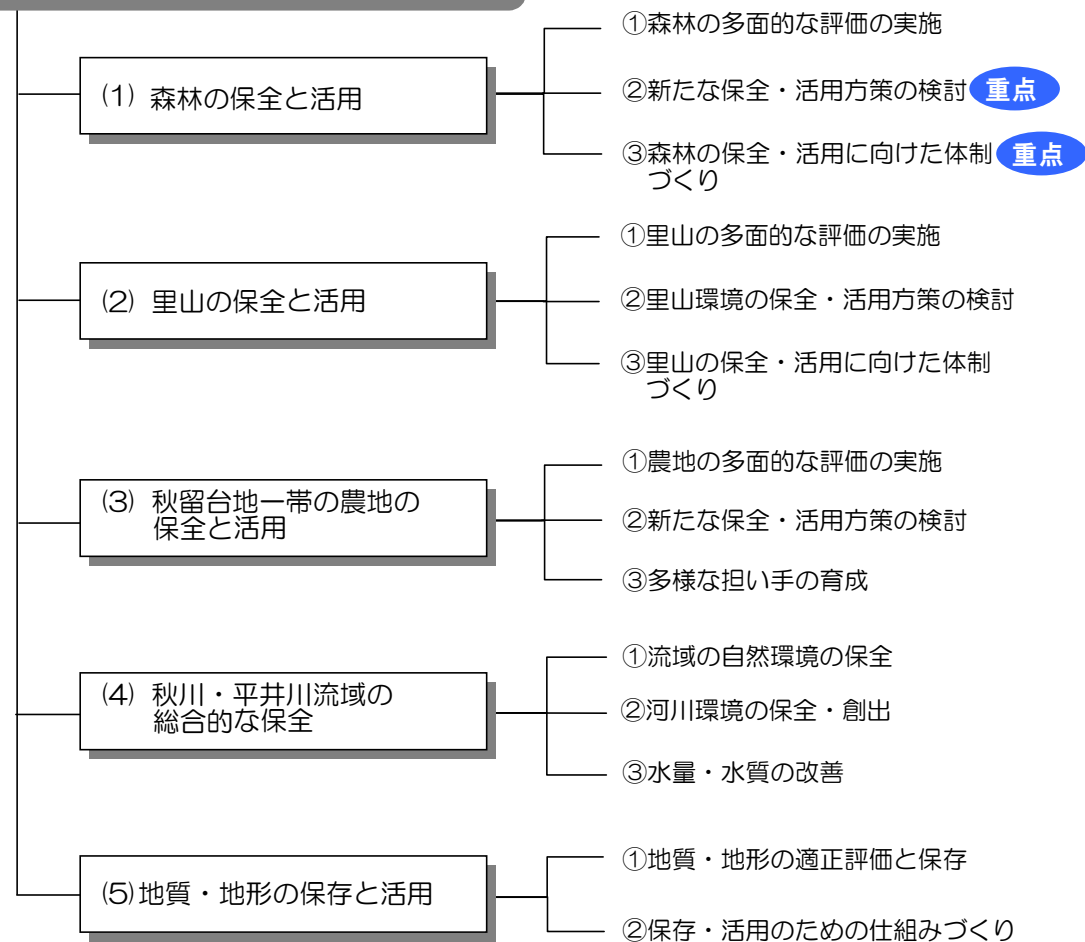 (1) 森林の保全と活用
①森林の多面的な評価の実施
②新たな保全・活用方策の検討 重点
③森林の保全・活用に向けた体制 重点
づくり
(2) 里山の保全と活用
①里山の多面的な評価の実施
②里山環境の保全・活用方策の検討
③里山の保全・活用に向けた体制
づくり
(3) 秋留台地一帯の農地の
保全と活用
①農地の多面的な評価の実施
②新たな保全・活用方策の検討
③多様な担い手の育成
(4) 秋川・平井川流域の
総合的な保全
①流域の自然環境の保全
②河川環境の保全・創出
③水量・水質の改善
(5)地質・地形の保存と活用
①地質・地形の適正評価と保存
②保存・活用のための仕組みづくり